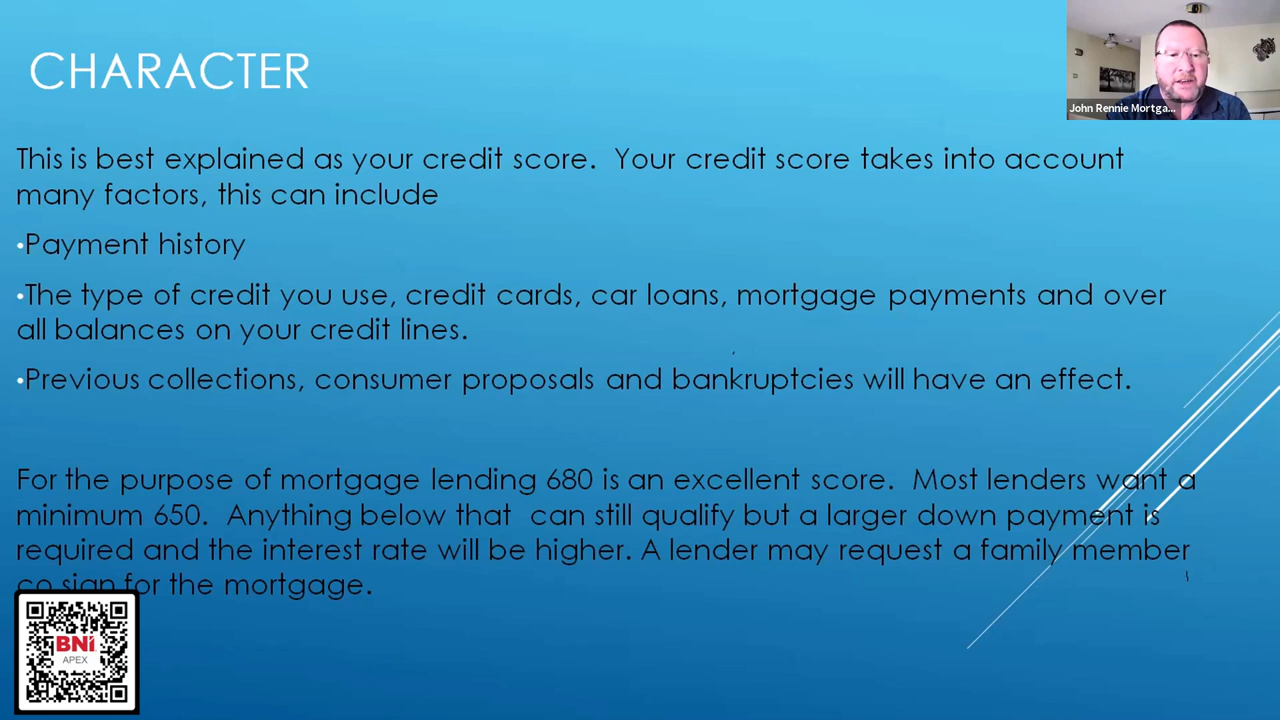 CHARACTER
John Rennie Mortga...
This is best explained as your credit score.  Your credit score takes into account
many factors, this can include
•Payment history
•The type of credit you use, credit cards, car loans, mortgage payments and over
all balances on your credit lines.
•Previous collections, consumer proposals and bankruptcies will have an effect.
For the purpose of mortgage lending 680 is an excellent score.  Most lenders want a
minimum 650.  Anything below that  can still qualify but a larger down payment is
required and the interest rate will be higher. A lender may request a family member
co sign for the mortgage.
BNI
APEX